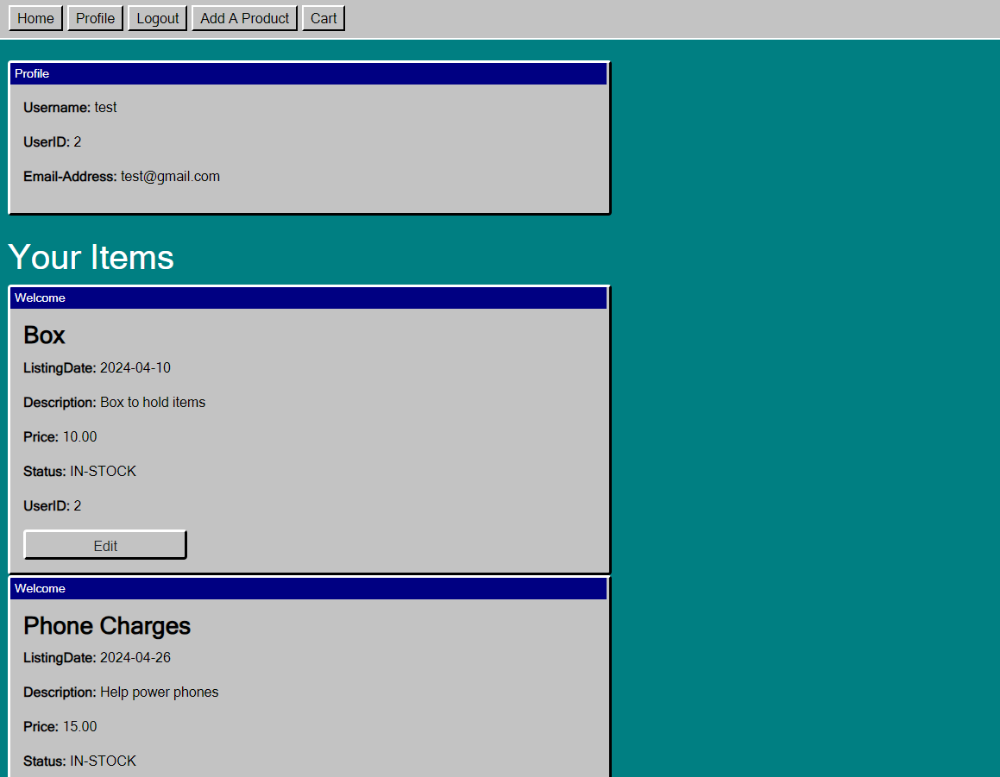 Home Profile Logout Add A Product Cart
Profile
Username: test
UserID: 2
Email-Address: test@gmail.com
Your Items
Welcome
Box
ListingDate: 2024-04-10
Description: Box to hold items
Price: 10.00
Status: IN-STOCK
UserID: 2
Edit
Welcome
Phone Charges
ListingDate: 2024-04-26
Description: Help power phones
Price: 15.00
Status: IN-STOCK